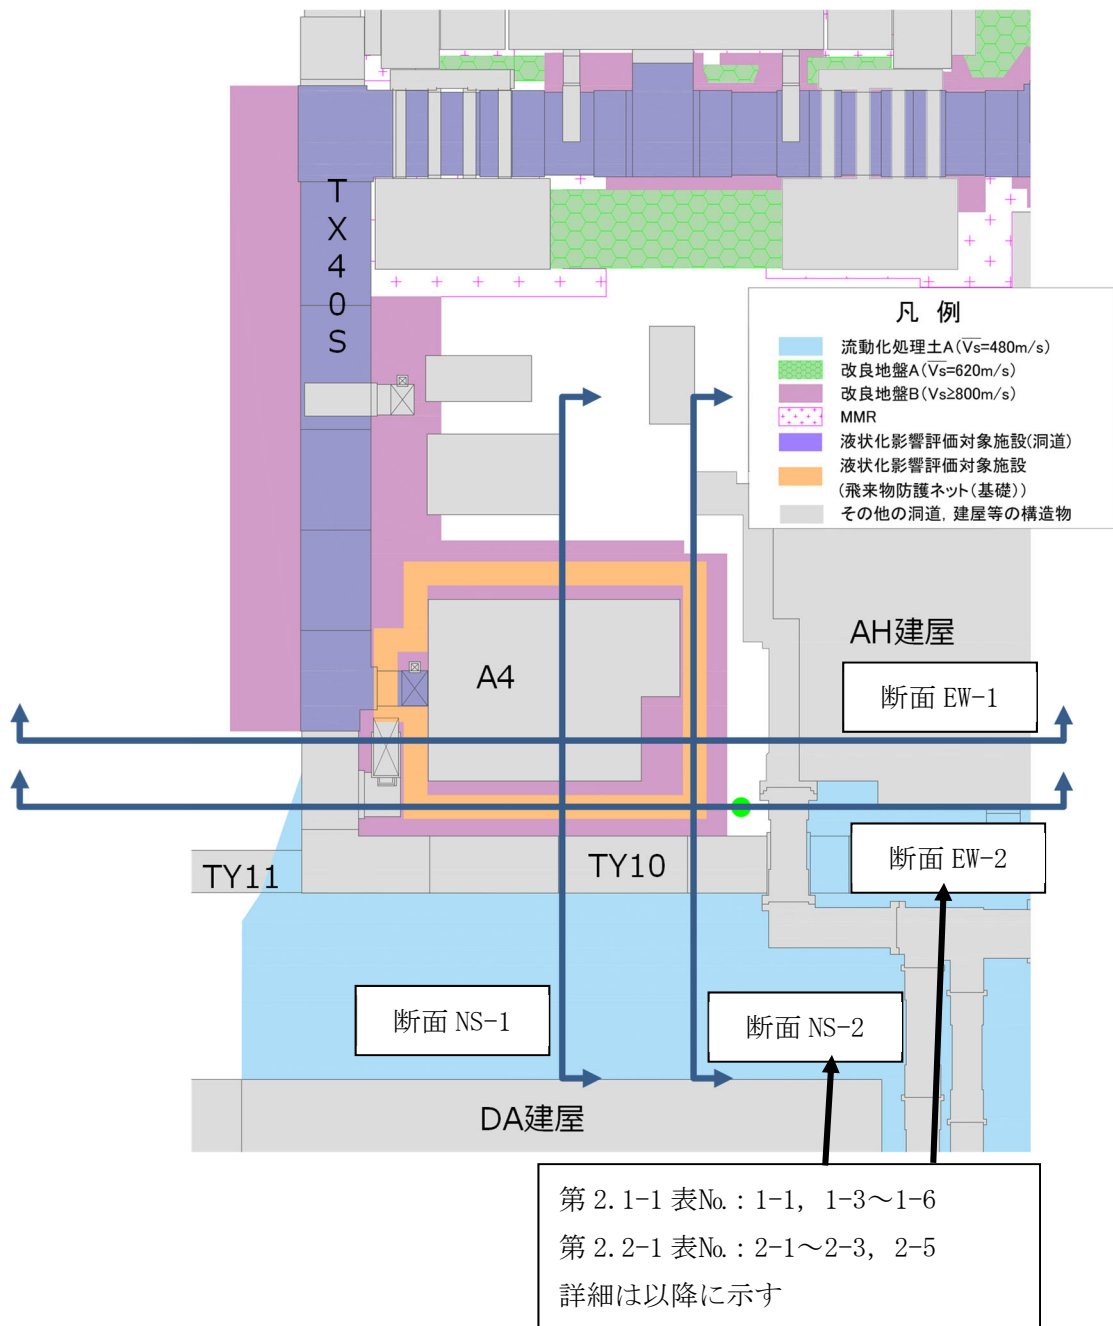 TX40S
凡 例
流動化処理土A(V̅s̅=480m/s)
改良地盤A(V̅s̅=620m/s)
改良地盤B(Vs≥800m/s)
MMR
液状化影響評価対象施設(洞道)
液状化影響評価対象施設
(飛来物防護ネット(基礎))
その他の洞道, 建屋等の構造物
AH建屋
A4
断面 EW-1
断面 EW-2
TY11
TY10
断面 NS-1
断面 NS-2
DA建屋
第 2.1-1 表№：1-1, 1-3～1-6
第 2.2-1 表№：2-1～2-3, 2-5
詳細は以降に示す